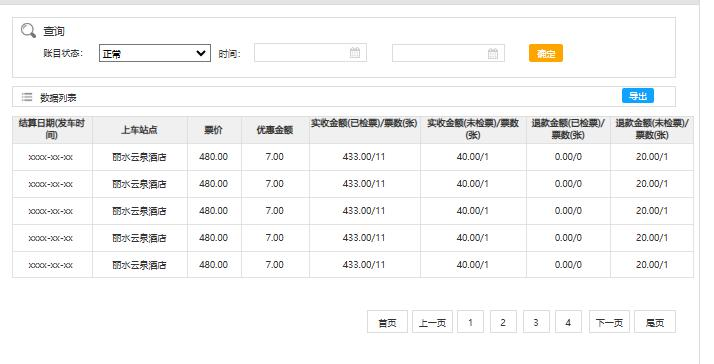 查询
账目状态： 正常 时间： 确定
数据列表 导出
结算日期(发车时间) 上车站点 票价 优惠金额 实收金额(已检票)/票数(张) 实收金额(未检票)/票数(张) 退款金额(已检票)/票数(张) 退款金额(未检票)/票数(张)
xxxx-xx-xx 丽水云泉酒店 480.00 7.00 433.00/11 40.00/1 0.00/0 20.00/1
xxxx-xx-xx 丽水云泉酒店 480.00 7.00 433.00/11 40.00/1 0.00/0 20.00/1
xxxx-xx-xx 丽水云泉酒店 480.00 7.00 433.00/11 40.00/1 0.00/0 20.00/1
xxxx-xx-xx 丽水云泉酒店 480.00 7.00 433.00/11 40.00/1 0.00/0 20.00/1
xxxx-xx-xx 丽水云泉酒店 480.00 7.00 433.00/11 40.00/1 0.00/0 20.00/1
首页 上一页 1 2 3 4 下一页 尾页